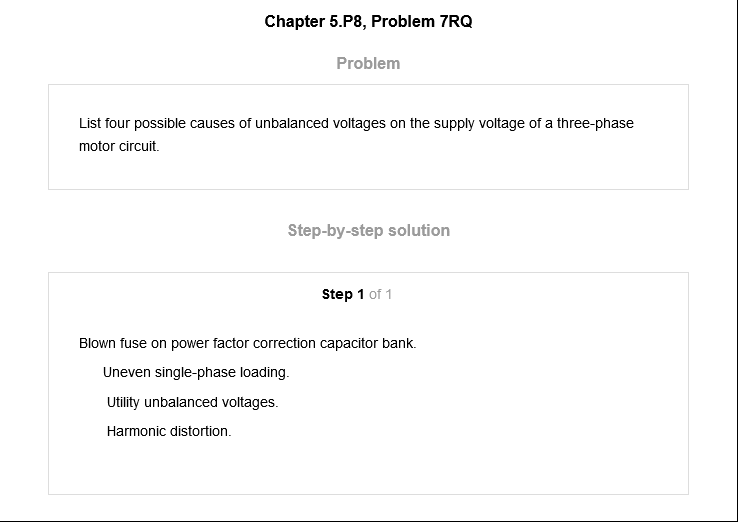 Chapter 5.P8, Problem 7RQ
Problem
List four possible causes of unbalanced voltages on the supply voltage of a three-phase
motor circuit.
Step-by-step solution
Step 1 of 1
Blown fuse on power factor correction capacitor bank.
Uneven single-phase loading.
Utility unbalanced voltages.
Harmonic distortion.